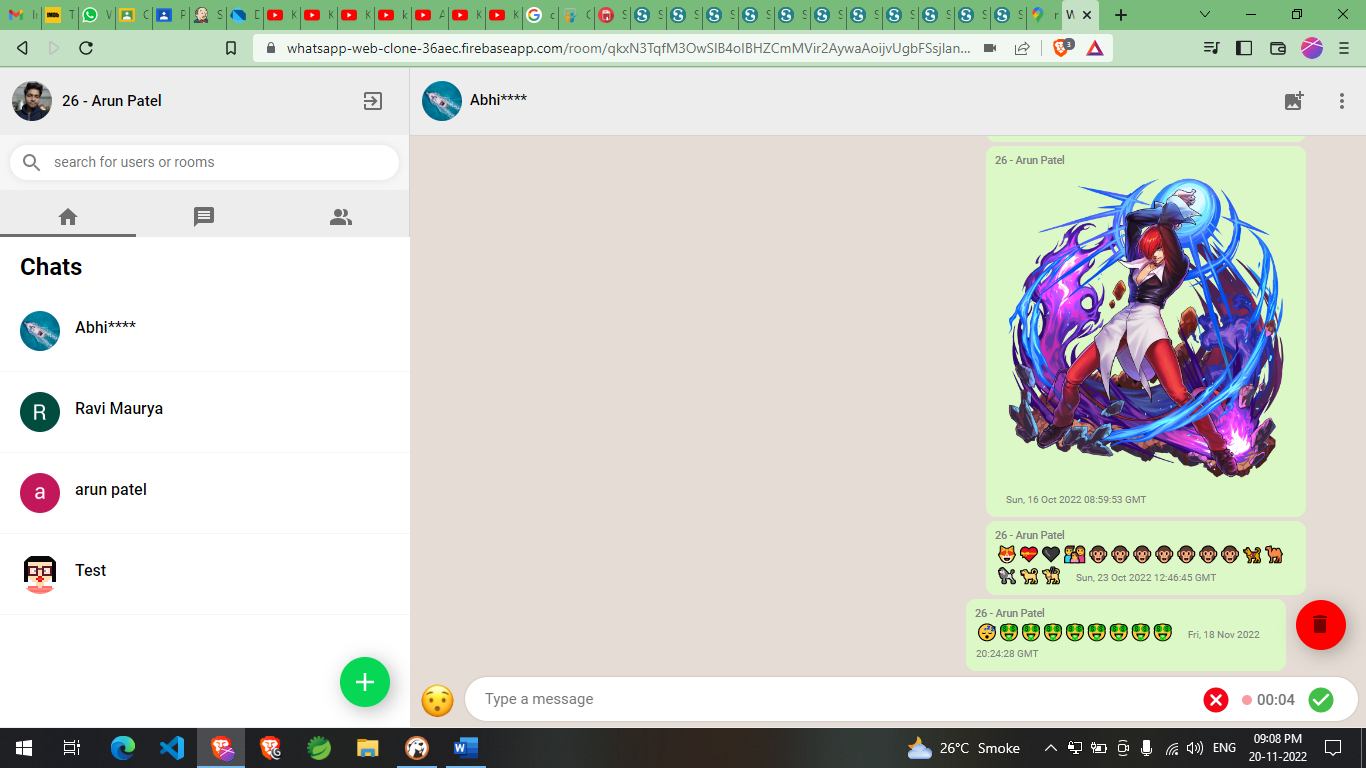 whatsapp-web-clone-36aec.firebaseapp.com/room/qkxN3TqfM3OwSlB4oIBHZCmMVir2AywaAoijvUgbFSsjIan...
3
26 - Arun Patel
Abhi****
search for users or rooms
Chats
Abhi****
Ravi Maurya
arun patel
Test
R
a
26 - Arun Patel
Sun, 16 Oct 2022 08:59:53 GMT
26 - Arun Patel
Sun, 23 Oct 2022 12:46:45 GMT
26 - Arun Patel
Fri, 18 Nov 2022
20:24:28 GMT
Type a message
00:04
26°C Smoke
ENG
09:08 PM
20-11-2022